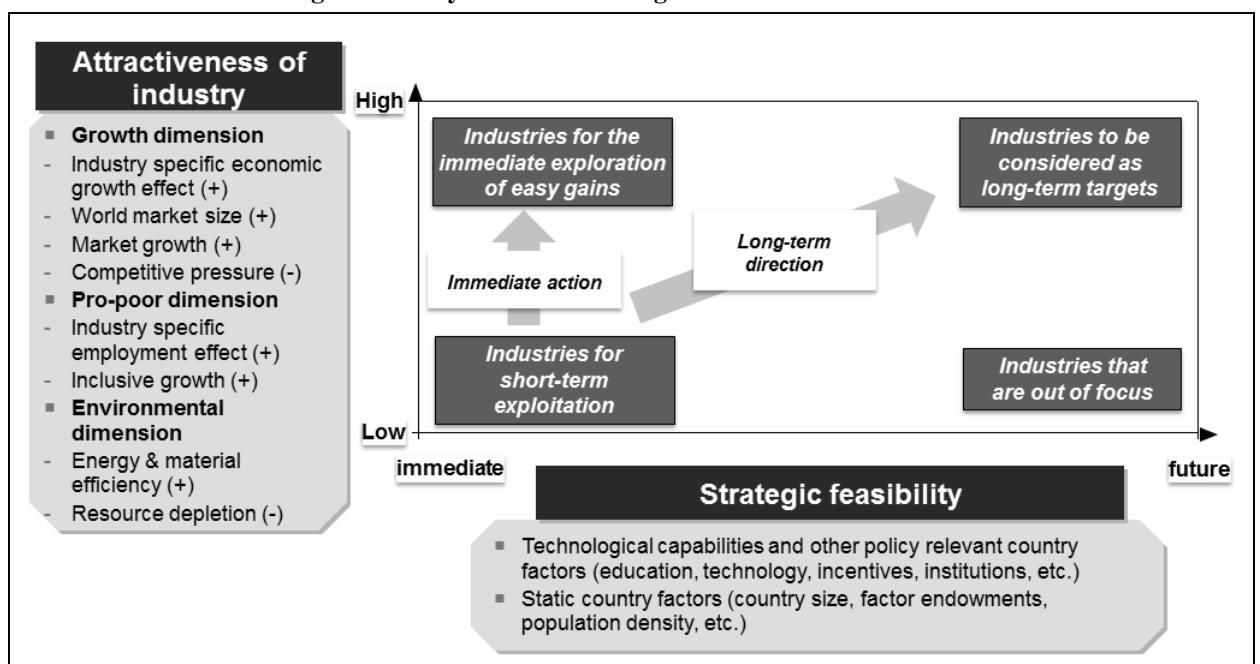 Attractiveness of
industry
▪ Growth dimension
- Industry specific economic
growth effect (+)
- World market size (+)
- Market growth (+)
- Competitive pressure (-)
▪ Pro-poor dimension
- Industry specific
employment effect (+)
- Inclusive growth (+)
▪ Environmental
dimension
- Energy & material
efficiency (+)
- Resource depletion (-)
High
Industries for the
immediate exploration
of easy gains
Industries to be
considered as
long-term targets
Immediate action
Long-term
direction
Industries for
short-term
exploitation
Industries that
are out of focus
Low
immediate
future
Strategic feasibility
▪ Technological capabilities and other policy relevant country
factors (education, technology, incentives, institutions, etc.)
▪ Static country factors (country size, factor endowments,
population density, etc.)